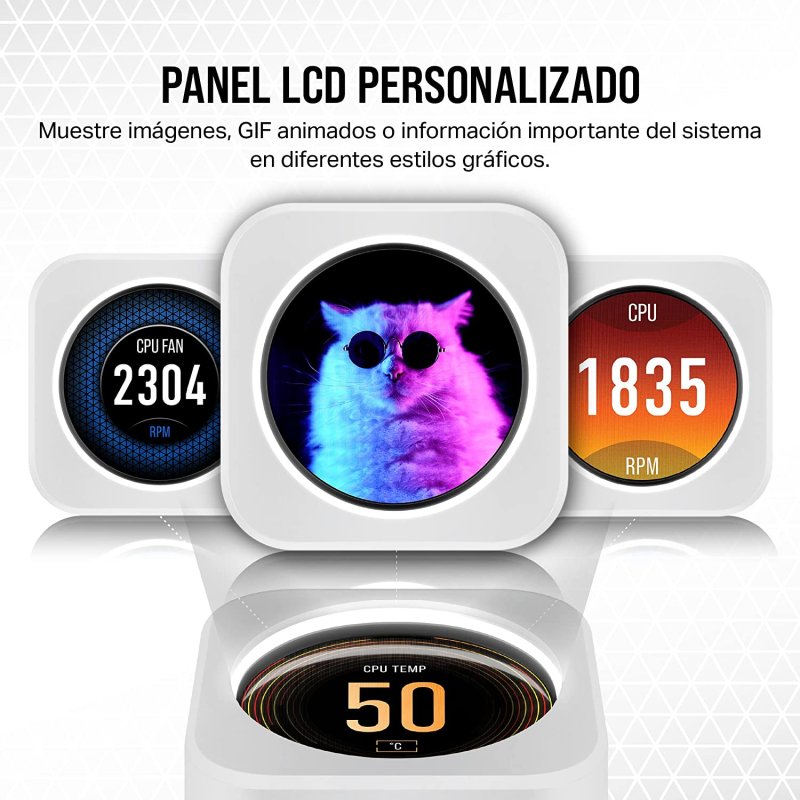 PANEL LCD PERSONALIZADO
Muestre imágenes, GIF animados o información importante del sistema
en diferentes estilos gráficos.
CPU FAN
2304
RPM
CPU
1835
RPM
CPU TEMP
50
°C